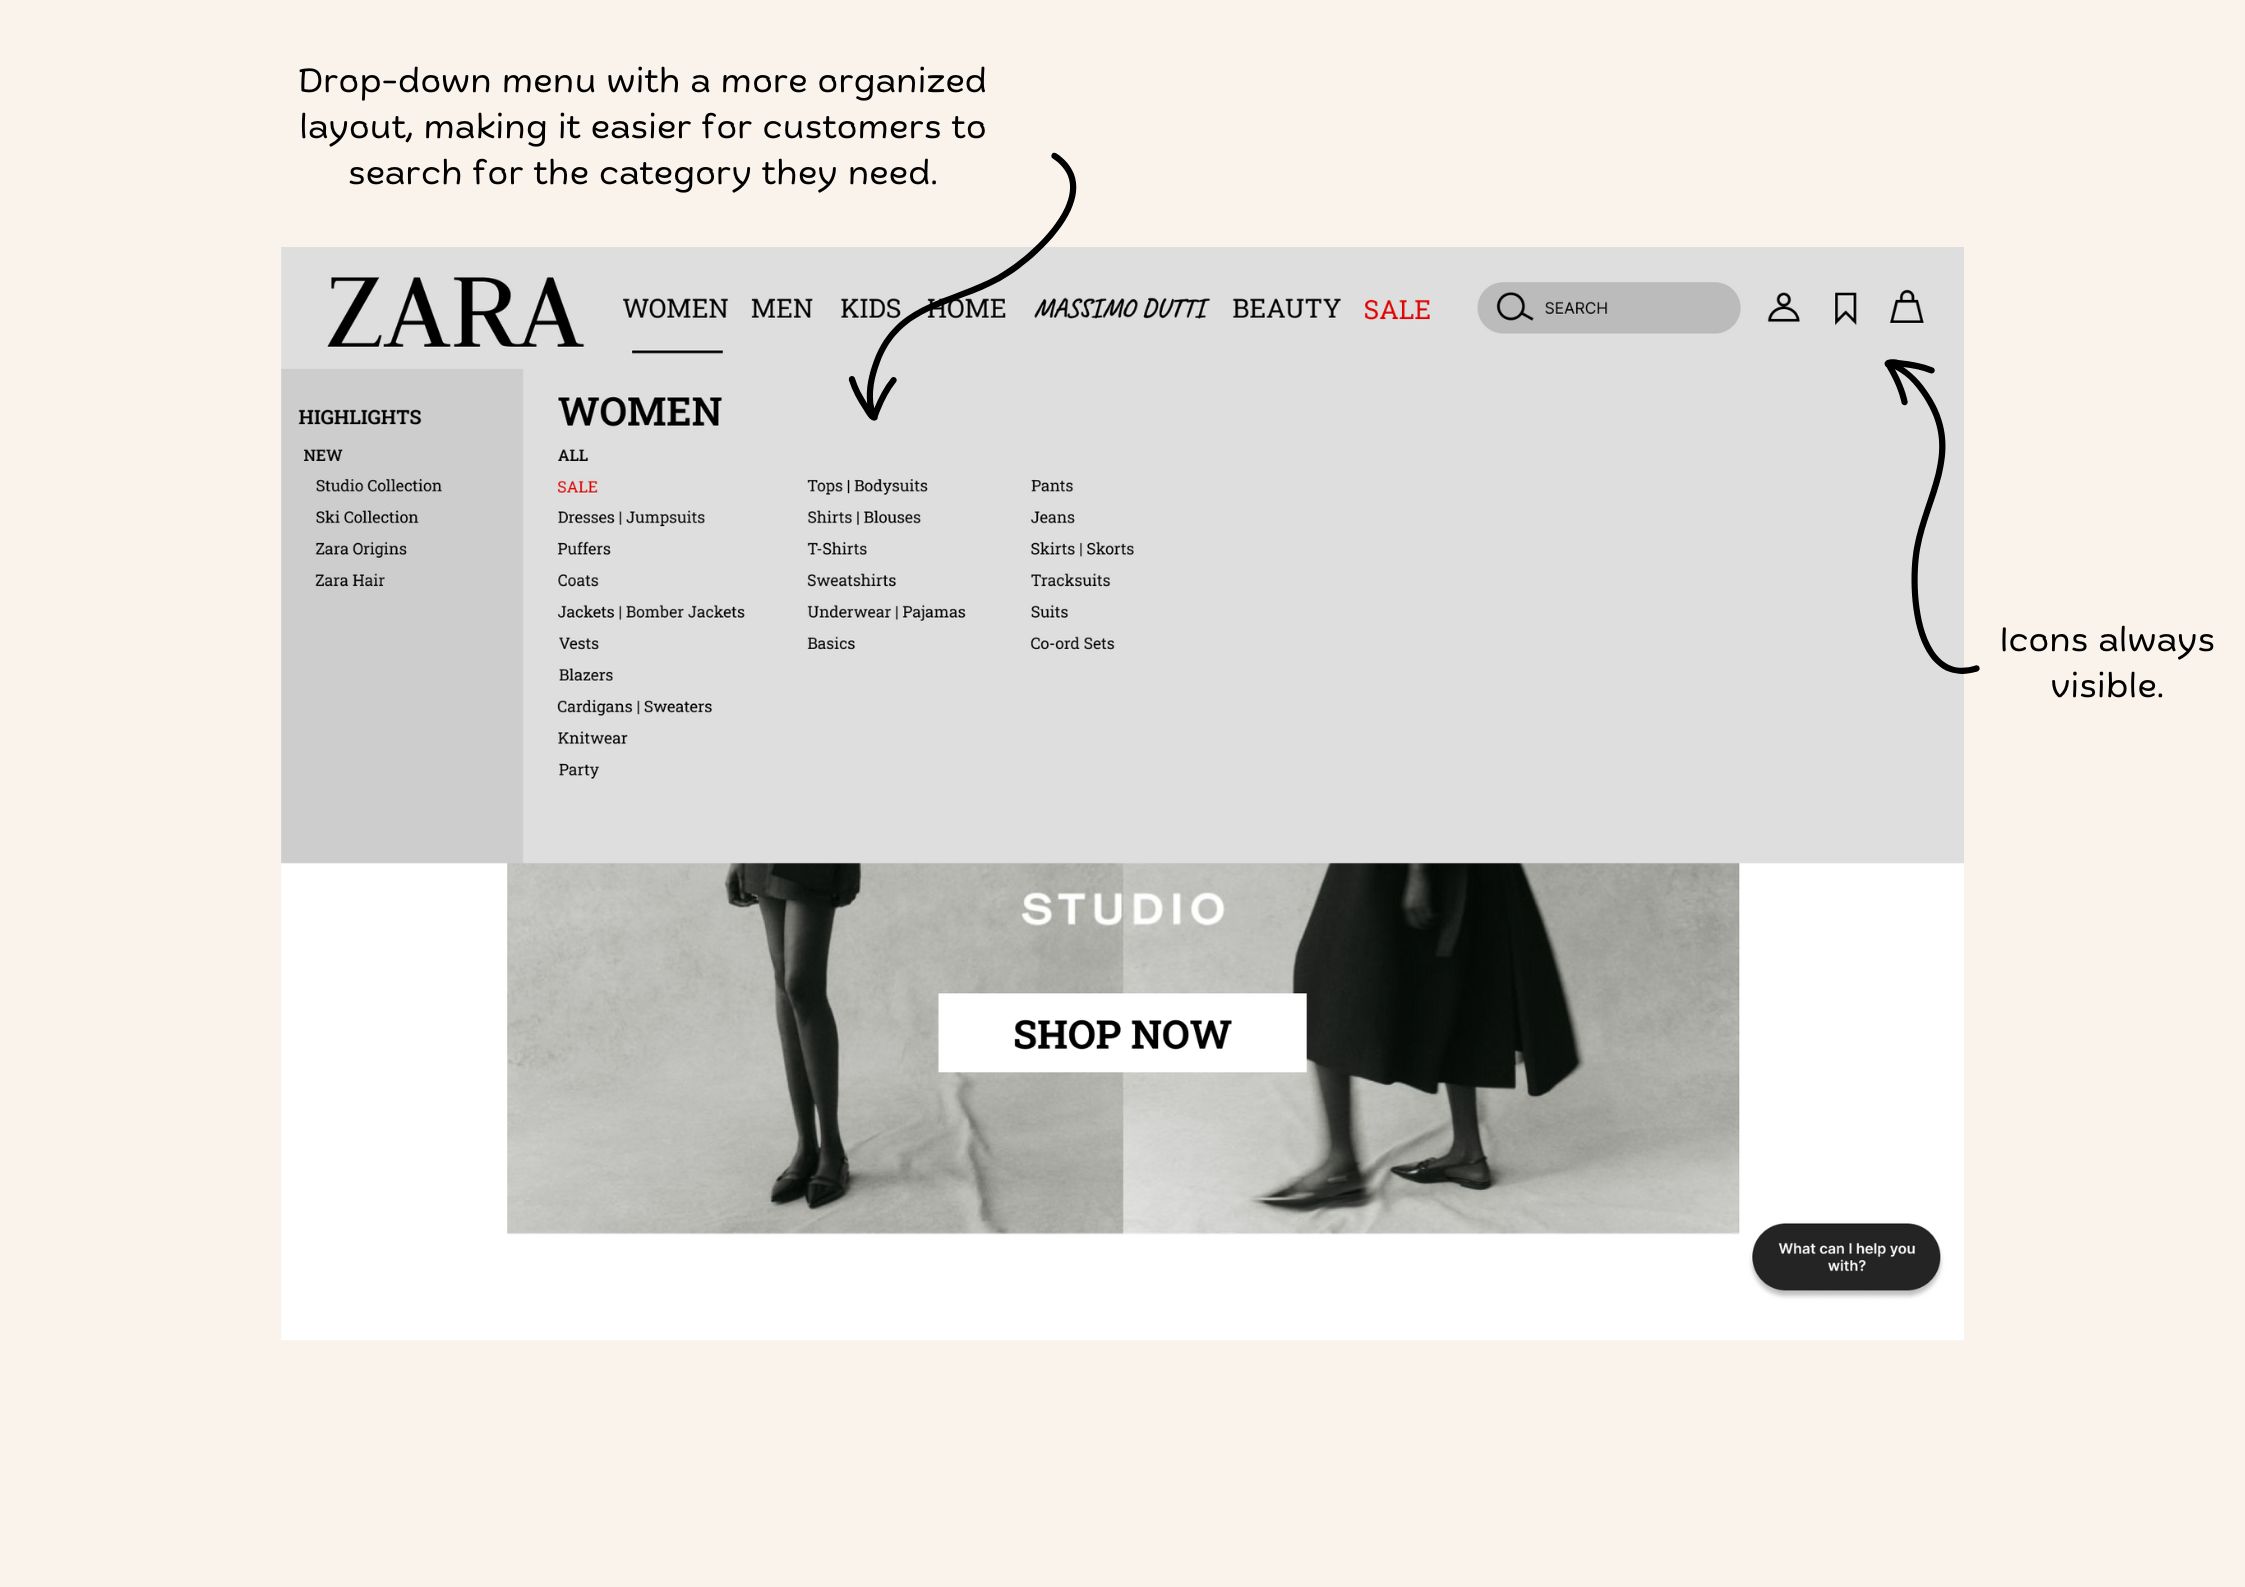 Drop-down menu with a more organized
layout, making it easier for customers to
search for the category they need.
ZARA
WOMEN MEN KIDS HOME MASSIMO DUTTI BEAUTY SALE
SEARCH
HIGHLIGHTS
NEW
Studio Collection
Ski Collection
Zara Origins
Zara Hair
WOMEN
ALL
SALE
Dresses | Jumpsuits
Puffers
Coats
Jackets | Bomber Jackets
Vests
Blazers
Cardigans | Sweaters
Knitwear
Party
Tops | Bodysuits
Shirts | Blouses
T-Shirts
Sweatshirts
Underwear | Pajamas
Basics
Pants
Jeans
Skirts | Skorts
Tracksuits
Suits
Co-ord Sets
Icons always
visible.
STUDIO
SHOP NOW
What can I help you
with?